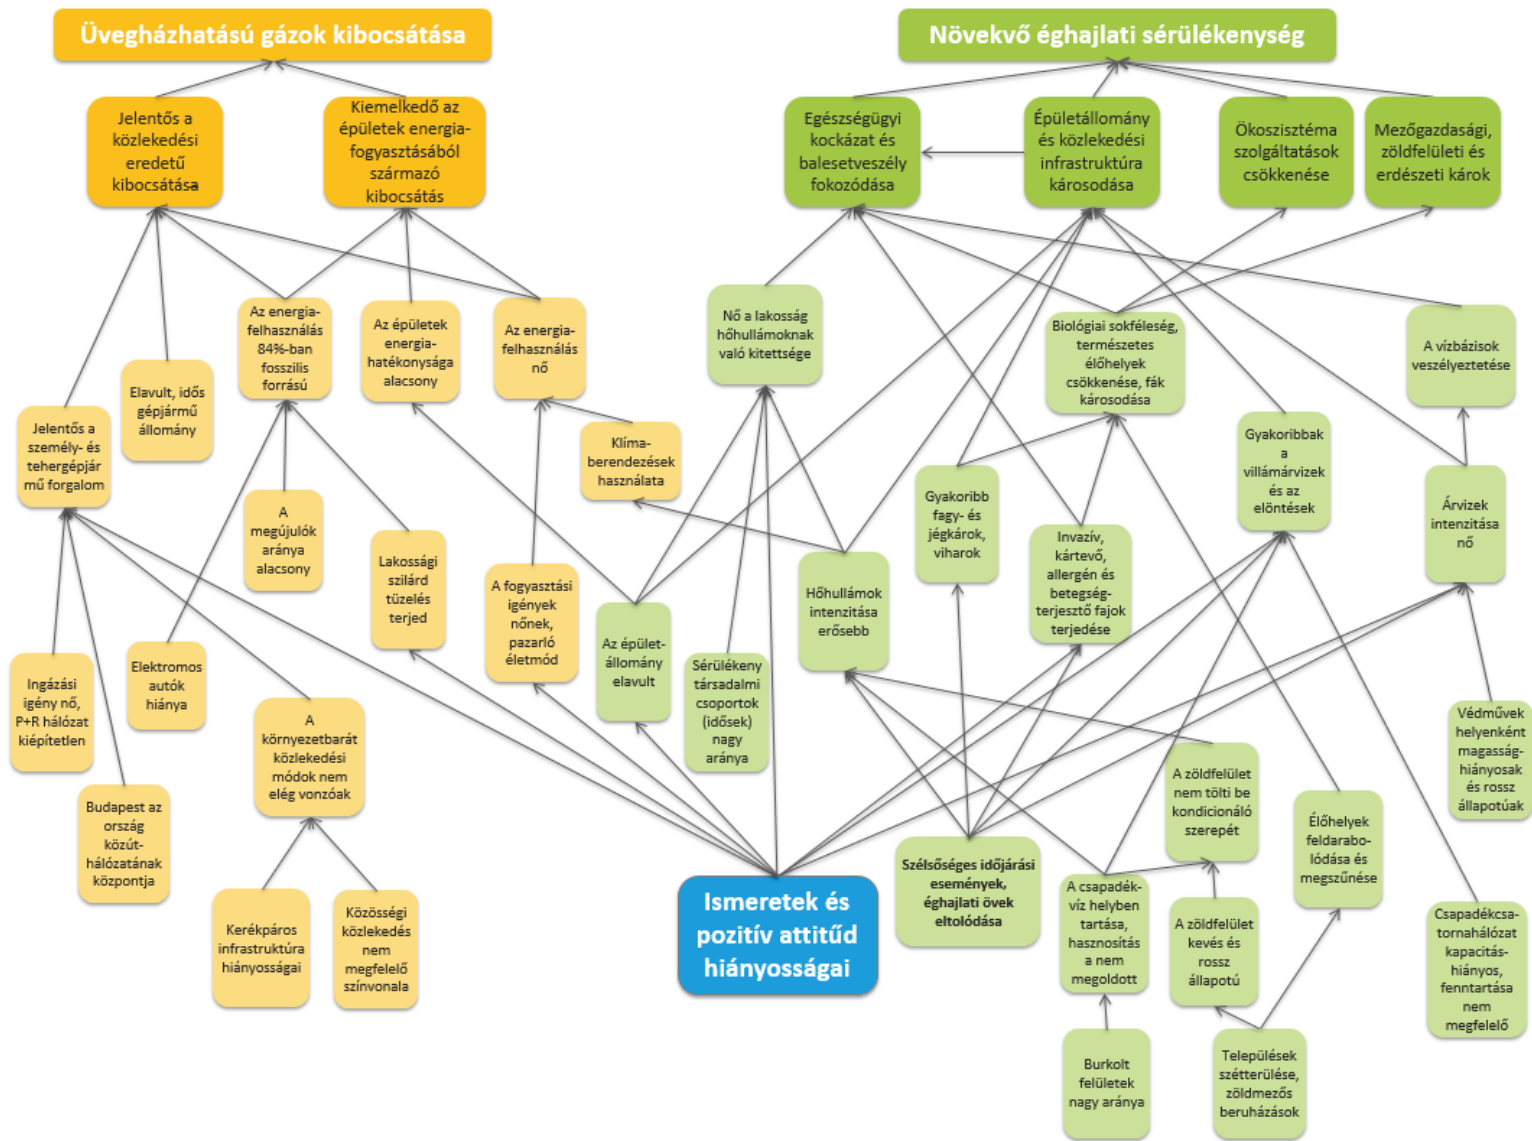 Üvegházhatású gázok kibocsátása
Növekvő éghajlati sérülékenység
Jelentős a
közlekedési
eredetű
kibocsátása
Kiemelkedő az
épületek energia-
fogyasztásából
származó
kibocsátás
Egészségügyi
kockázat és
balesetveszély
fokozódása
Épületállomány
és közlekedési
infrastruktúra
károsodása
Ökoszisztéma
szolgáltatások
csökkenése
Mezőgazdasági,
zöldfelületi és
erdészeti károk
Az energia-
felhasználás
84%-ban
fosszilis
forrású
Az épületek
energia-
hatékonysága
alacsony
Az energia-
felhasználás
nő
Nő a lakosság
hőhullámoknak
való kitettsége
Biológiai sokféleség,
természetes
élőhelyek
csökkenése, fák
károsodása
A vízbázisok
veszélyeztetése
Elavult, idős
gépjármű
állomány
Jelentős a
személy- és
tehergépjár
mű forgalom
Klíma-
berendezések
használata
Gyakoribbak
a
villámárvizek
és az
elöntések
A
megújulók
aránya
alacsony
Lakossági
szilárd
tüzelés
terjed
A fogyasztási
igények
nőnek,
pazarló
életmód
Gyakoribb
fagy- és
jégkárok,
viharok
Hőhullámok
intenzitása
erősebb
Invazív,
kártevő,
allergén és
betegség-
terjesztő fajok
terjedése
Árvizek
intenzitása
nő
Az épület-
állomány
elavult
Sérülékeny
társadalmi
csoportok
(idősek)
nagy
aránya
Ingázási
igény nő,
P+R hálózat
kiépítetlen
Elektromos
autók
hiánya
A
környezetbarát
közlekedési
módok nem
elég vonzóak
Budapest az
ország
közút-
hálózatának
központja
Kerékpáros
infrastruktúra
hiányosságai
Közösségi
közlekedés
nem
megfelelő
színvonala
Ismeretek és
pozitív attitűd
hiányosságai
Szélsőséges időjárási
események,
éghajlati övek
eltolódása
A zöldfelület
nem tölti be
kondicionáló
szerepét
Védművek
helyenként
magasság-
hiányosak
és rossz
állapotúak
Élőhelyek
feldarabo-
lódása és
megszűnése
A csapadék-
víz helyben
tartása,
hasznosítás
a nem
megoldott
A zöldfelület
kevés és
rossz
állapotú
Csapadékcsa-
tornahálózat
kapacitás-
hiányos,
fenntartása
nem
megfelelő
Burkolt
felületek
nagy aránya
Települések
szétterülése,
zöldmezős
beruházások